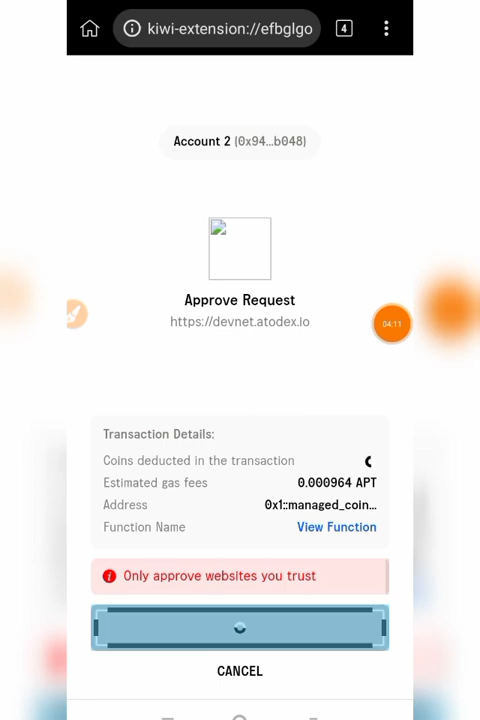 kiwi-extension://efbglgo
4
Account 2 (0x94...b048)
Approve Request
https://devnet.atodex.io
04:11
Transaction Details:
Coins deducted in the transaction
Estimated gas fees 0.000964 APT
Address 0x1::managed_coin...
Function Name View Function
Only approve websites you trust
CANCEL